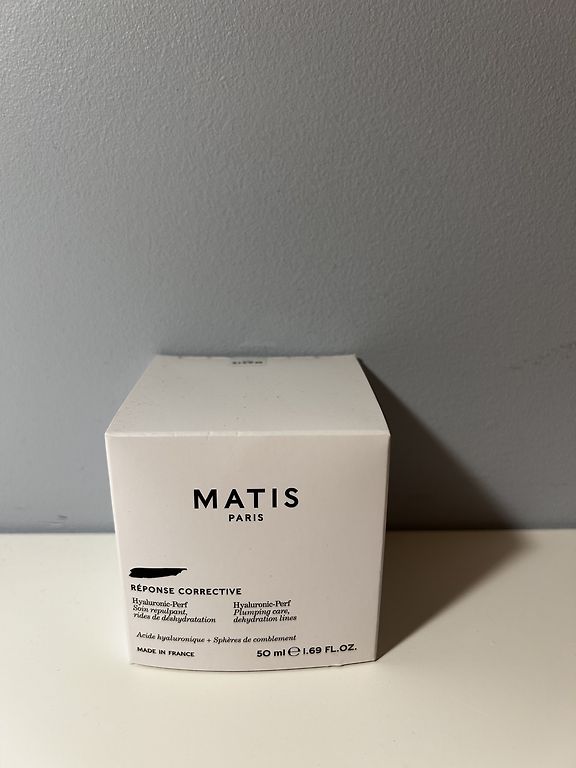 MATIS
PARIS
RÉPONSE CORRECTIVE
Hyaluronic-Perf
Soin repulpant,
rides de déshydratation
Hyaluronic-Perf
Plumping care,
dehydration lines
Acide hyaluronique + Sphères de comblement
MADE IN FRANCE
50 ml ℮ 1.69 FL.OZ.